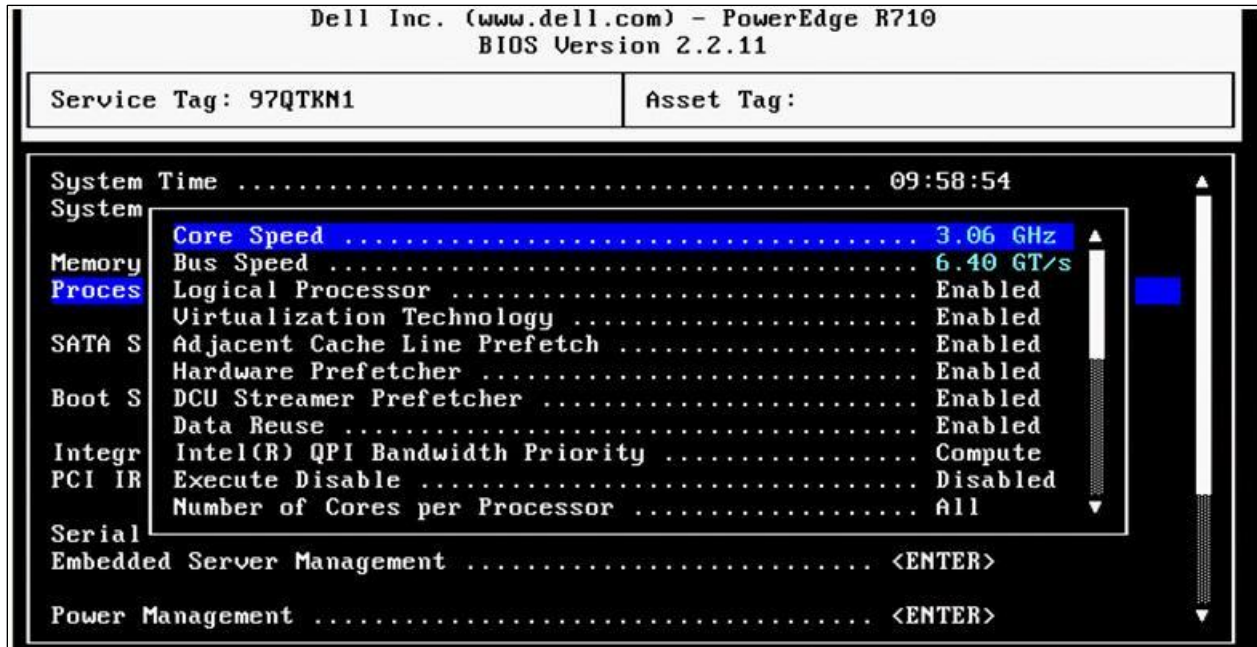 Dell Inc. (www.dell.com) - PowerEdge R710
BIOS Version 2.2.11
Service Tag: 97QTKN1
Asset Tag:
System Time ......................................... 09:58:54
System
Core Speed ..................................... 3.06 GHz
Memory
Bus Speed ...................................... 6.40 GT/s
Proces
Logical Processor .............................. Enabled
Virtualization Technology ...................... Enabled
SATA S
Adjacent Cache Line Prefetch ................... Enabled
Hardware Prefetcher ............................ Enabled
Boot S
DCU Streamer Prefetcher ........................ Enabled
Data Reuse ..................................... Enabled
Integr
Intel(R) QPI Bandwidth Priority ................ Compute
PCI IR
Execute Disable ................................ Disabled
Number of Cores per Processor .................. All
Serial
Embedded Server Management .......................... <ENTER>
Power Management .................................... <ENTER>